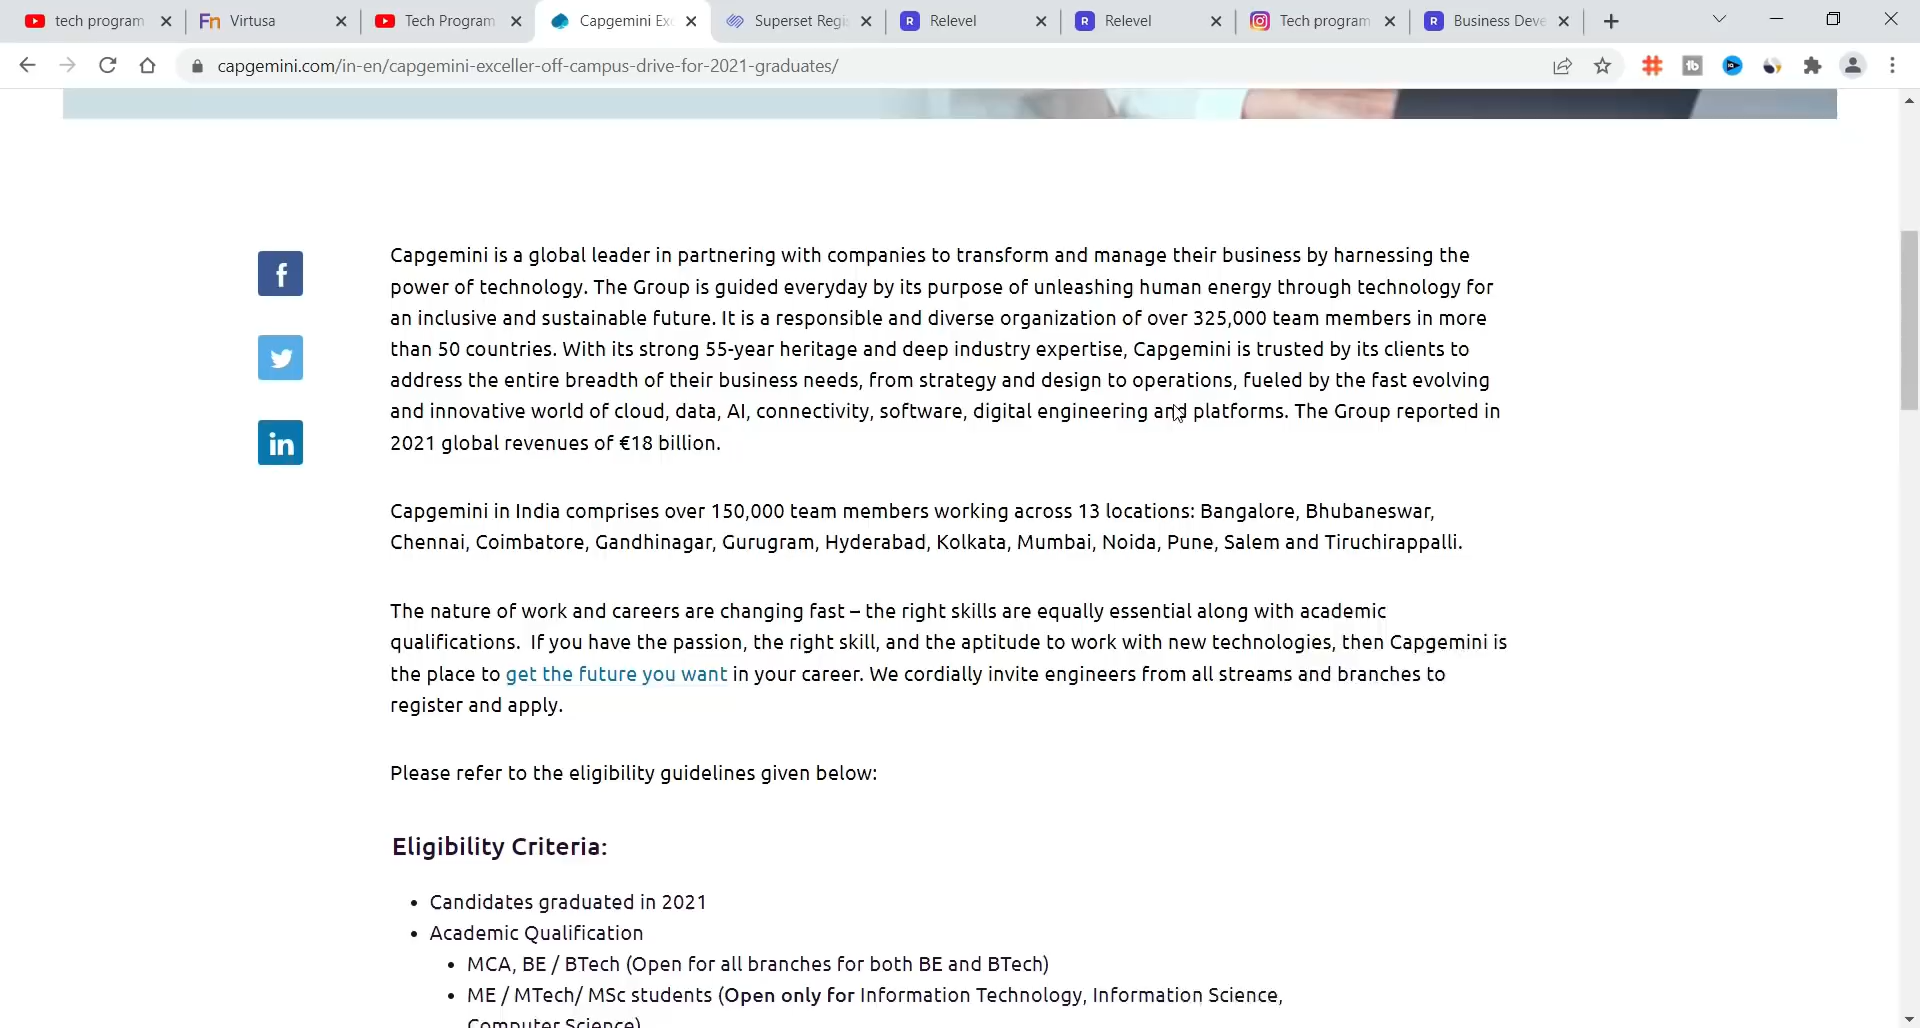 tech program
Virtusa
Tech Program
Capgemini Exc
Superset Regi
Relevel
Relevel
Tech program
Business Deve
capgemini.com/in-en/capgemini-exceller-off-campus-drive-for-2021-graduates/
Capgemini is a global leader in partnering with companies to transform and manage their business by harnessing the
power of technology. The Group is guided everyday by its purpose of unleashing human energy through technology for
an inclusive and sustainable future. It is a responsible and diverse organization of over 325,000 team members in more
than 50 countries. With its strong 55-year heritage and deep industry expertise, Capgemini is trusted by its clients to
address the entire breadth of their business needs, from strategy and design to operations, fueled by the fast evolving
and innovative world of cloud, data, AI, connectivity, software, digital engineering and platforms. The Group reported in
2021 global revenues of €18 billion.
Capgemini in India comprises over 150,000 team members working across 13 locations: Bangalore, Bhubaneswar,
Chennai, Coimbatore, Gandhinagar, Gurugram, Hyderabad, Kolkata, Mumbai, Noida, Pune, Salem and Tiruchirappalli.
The nature of work and careers are changing fast – the right skills are equally essential along with academic
qualifications. If you have the passion, the right skill, and the aptitude to work with new technologies, then Capgemini is
the place to get the future you want in your career. We cordially invite engineers from all streams and branches to
register and apply.
Please refer to the eligibility guidelines given below:
Eligibility Criteria:
• Candidates graduated in 2021
• Academic Qualification
• MCA, BE / BTech (Open for all branches for both BE and BTech)
• ME / MTech/ MSc students (Open only for Information Technology, Information Science,
Computer Science)